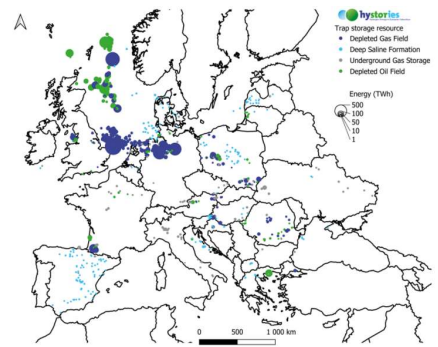 hystories
Trap storage resource
Depleted Gas Field
Deep Saline Formation
Underground Gas Storage
Depleted Oil Field
Energy (TWh)
500
100
50
10
1
0 500 1 000 km